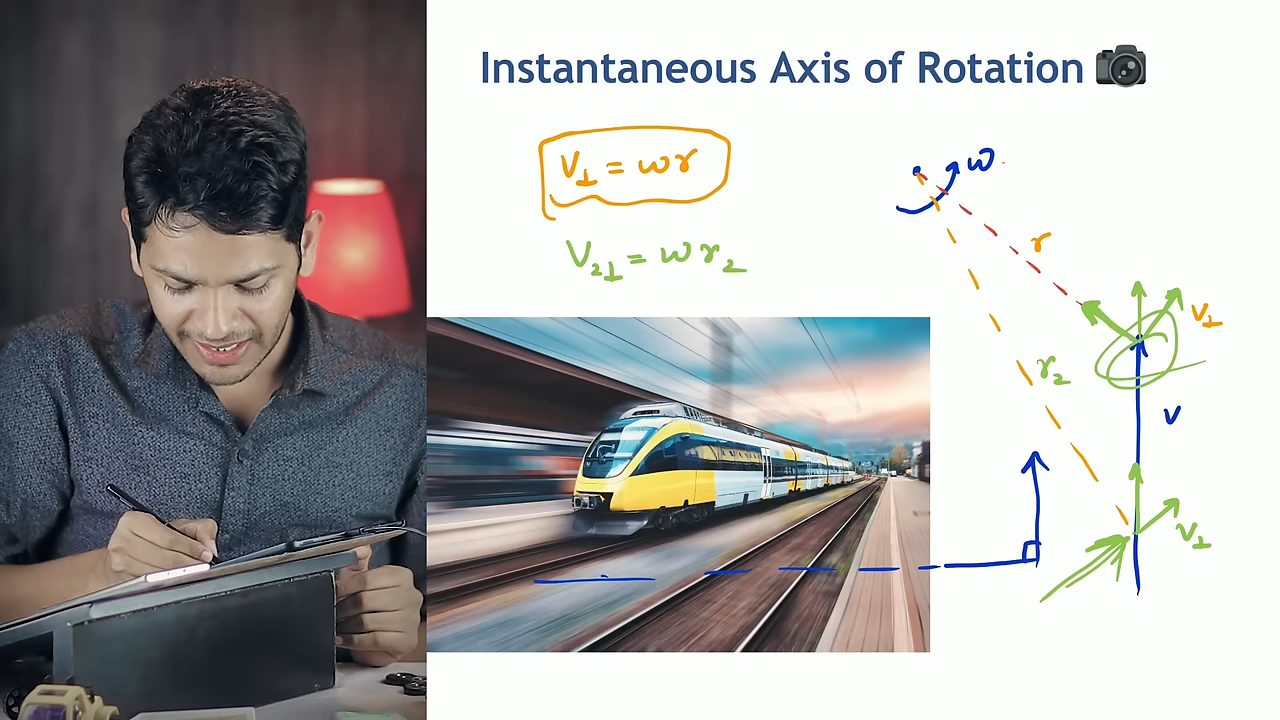 Instantaneous Axis of Rotation
V⊥ = ωr
V₂⊥ = ωr₂
ω
r
V⊥
r₂
v
V⊥